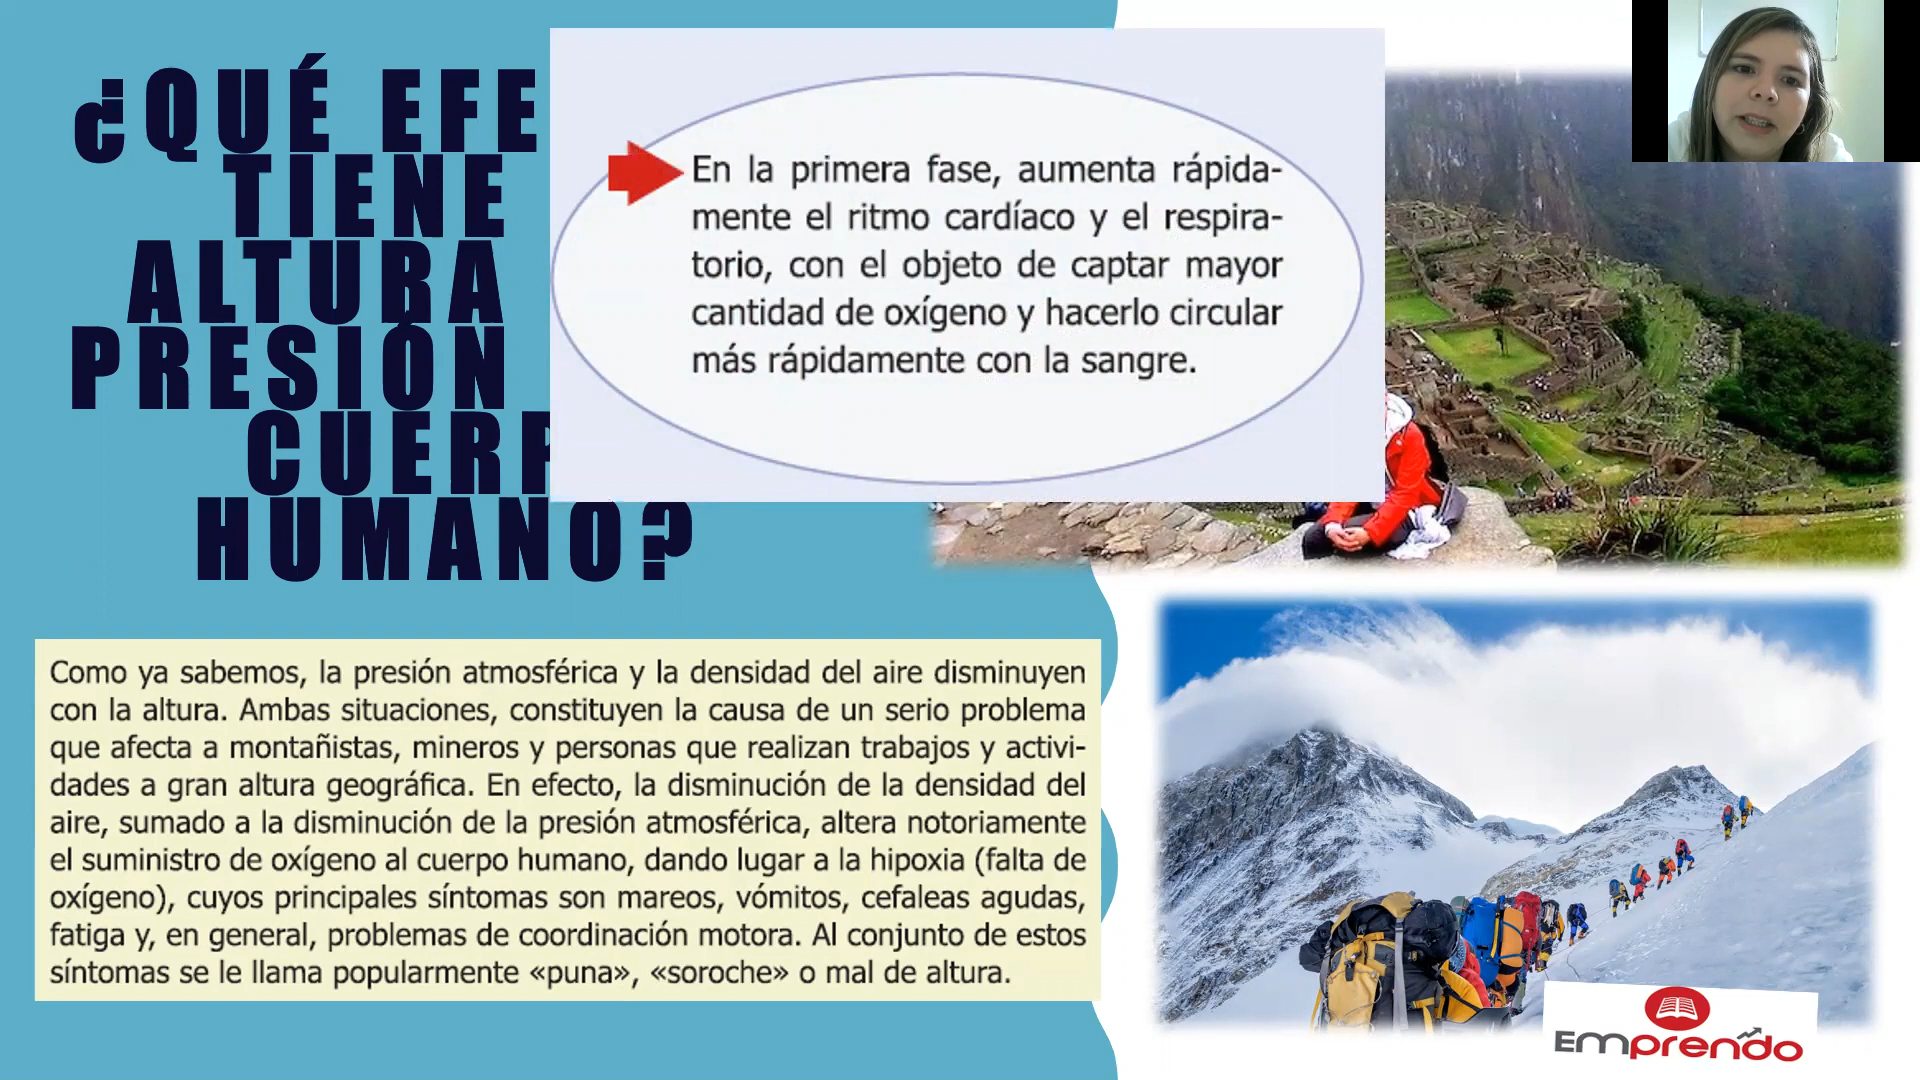 ¿QUÉ EFE
TIENE
ALTURA
PRESIÓN
CUERP
HUMANO?
En la primera fase, aumenta rápida-
mente el ritmo cardíaco y el respira-
torio, con el objeto de captar mayor
cantidad de oxígeno y hacerlo circular
más rápidamente con la sangre.
Como ya sabemos, la presión atmosférica y la densidad del aire disminuyen
con la altura. Ambas situaciones, constituyen la causa de un serio problema
que afecta a montañistas, mineros y personas que realizan trabajos y activi-
dades a gran altura geográfica. En efecto, la disminución de la densidad del
aire, sumado a la disminución de la presión atmosférica, altera notoriamente
el suministro de oxígeno al cuerpo humano, dando lugar a la hipoxia (falta de
oxígeno), cuyos principales síntomas son mareos, vómitos, cefaleas agudas,
fatiga y, en general, problemas de coordinación motora. Al conjunto de estos
síntomas se le llama popularmente «puna», «soroche» o mal de altura.
Emprendo